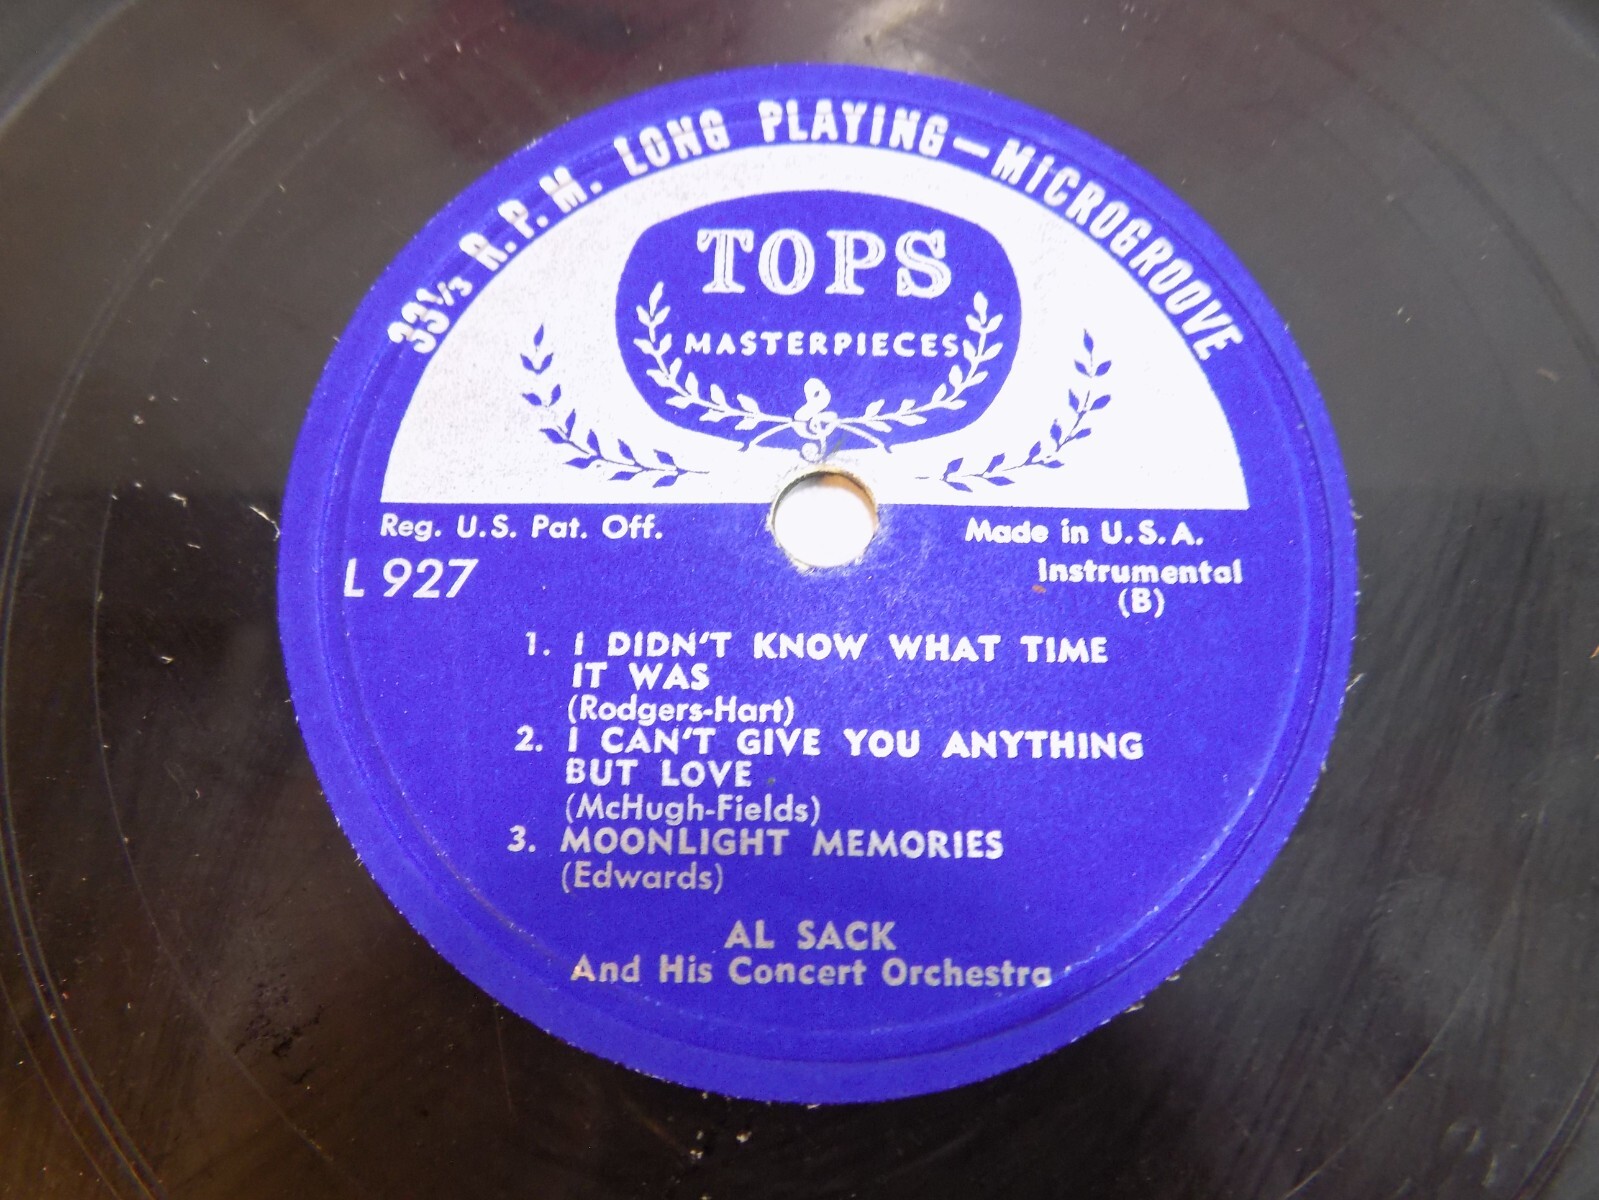 33⅓ R.P.M. LONG PLAYING—MICROGROOVE
TOPS
MASTERPIECES
Reg. U.S. Pat. Off.
Made in U.S.A.
L 927
Instrumental
(B)
1. I DIDN'T KNOW WHAT TIME
IT WAS
(Rodgers-Hart)
2. I CAN'T GIVE YOU ANYTHING
BUT LOVE
(McHugh-Fields)
3. MOONLIGHT MEMORIES
(Edwards)
AL SACK
And His Concert Orchestra